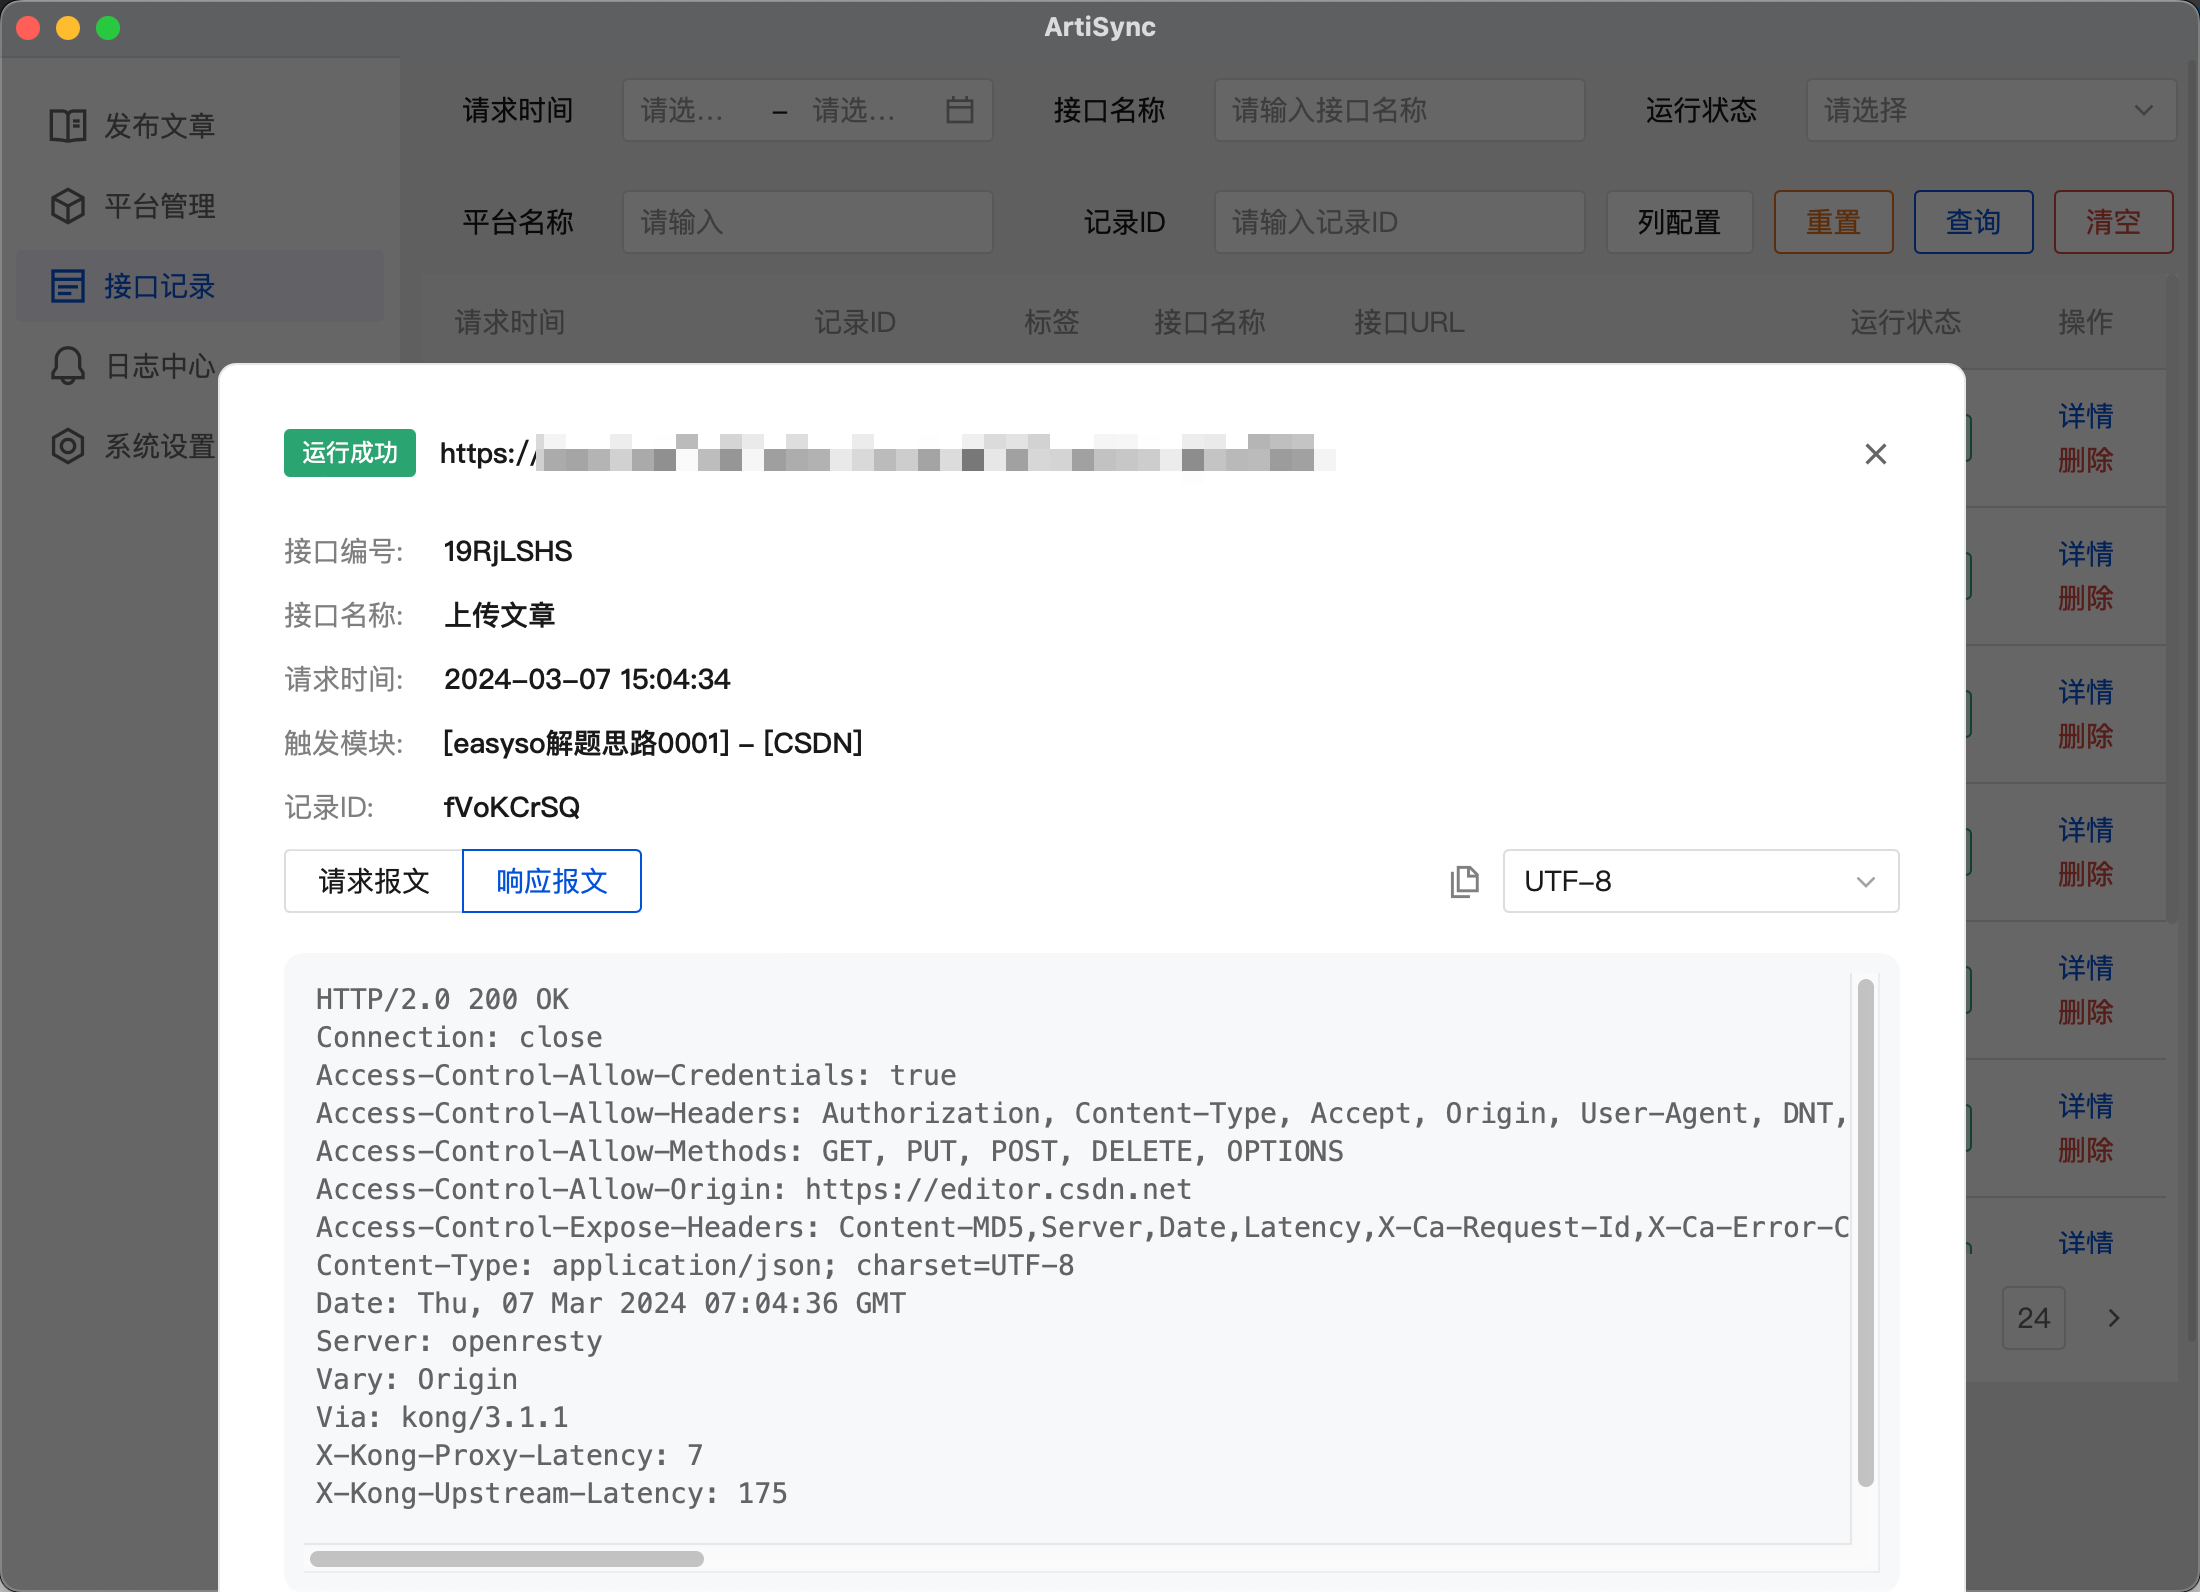 ArtiSync
发布文章
平台管理
接口记录
日志中心
系统设置
请求时间 请选... – 请选... 接口名称 请输入接口名称 运行状态 请选择
平台名称 请输入 记录ID 请输入记录ID 列配置 重置 查询 清空
请求时间 记录ID 标签 接口名称 接口URL 运行状态 操作
运行成功 https://
接口编号: 19RjLSHS
接口名称: 上传文章
请求时间: 2024-03-07 15:04:34
触发模块: [easyso解题思路0001] - [CSDN]
记录ID: fVoKCrSQ
请求报文 响应报文 UTF-8
HTTP/2.0 200 OK
Connection: close
Access-Control-Allow-Credentials: true
Access-Control-Allow-Headers: Authorization, Content-Type, Accept, Origin, User-Agent, DNT,
Access-Control-Allow-Methods: GET, PUT, POST, DELETE, OPTIONS
Access-Control-Allow-Origin: https://editor.csdn.net
Access-Control-Expose-Headers: Content-MD5,Server,Date,Latency,X-Ca-Request-Id,X-Ca-Error-C
Content-Type: application/json; charset=UTF-8
Date: Thu, 07 Mar 2024 07:04:36 GMT
Server: openresty
Vary: Origin
Via: kong/3.1.1
X-Kong-Proxy-Latency: 7
X-Kong-Upstream-Latency: 175
详情
删除
详情
删除
详情
删除
详情
删除
详情
删除
详情
删除
详情
24